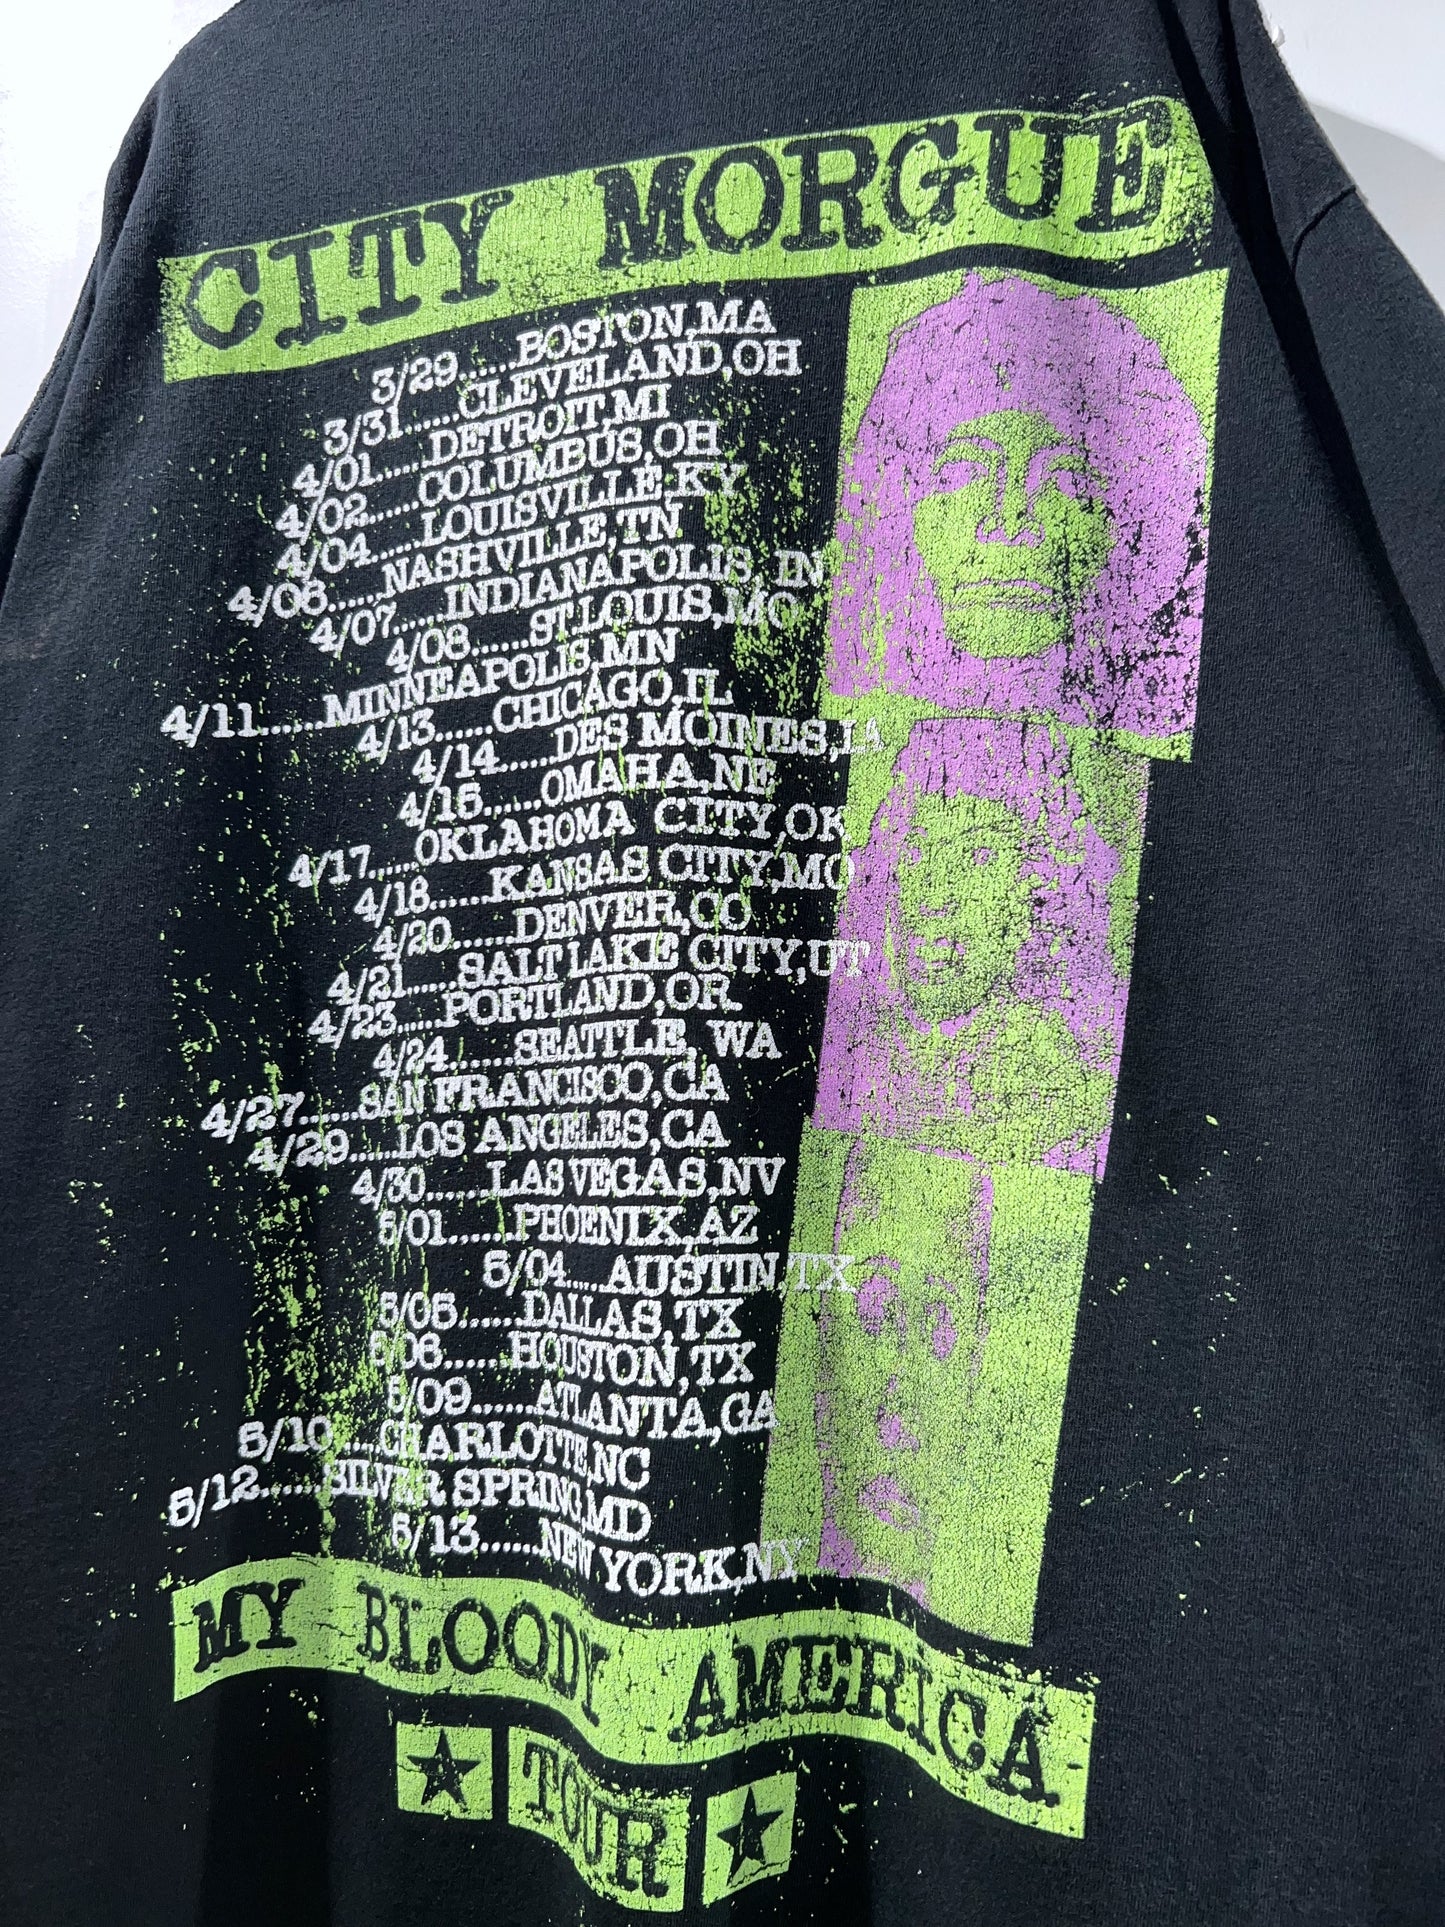 CITY MORGUE
3/29.....BOSTON,MA
3/31.....CLEVELAND,OH
4/01.....DETROIT,MI
4/02.....COLUMBUS,OH
4/04.....LOUISVILLE,KY
4/06......NASHVILLE,TN
4/07.....INDIANAPOLIS, IN
4/08......ST.LOUIS,MO
4/11.....MINNEAPOLIS,MN
4/13......CHICAGO,IL
4/14......DES MOINES,IA
4/15......OMAHA,NE
4/17.....OKLAHOMA CITY,OK
4/18......KANSAS CITY,MO
4/20......DENVER,CO
4/21......SALT LAKE CITY,UT
4/23.....PORTLAND,OR
4/24......SEATTLE, WA
4/27......SAN FRANCISCO,CA
4/29.....LOS ANGELES,CA
4/30......LAS VEGAS,NV
5/01......PHOENIX,AZ
5/04.....AUSTIN,TX
5/05......DALLAS,TX
5/06......HOUSTON,TX
5/09......ATLANTA,GA
5/10.....CHARLOTTE,NC
5/12......SILVER SPRING,MD
5/13......NEW YORK,NY
MY BLOODY AMERICA
TOUR